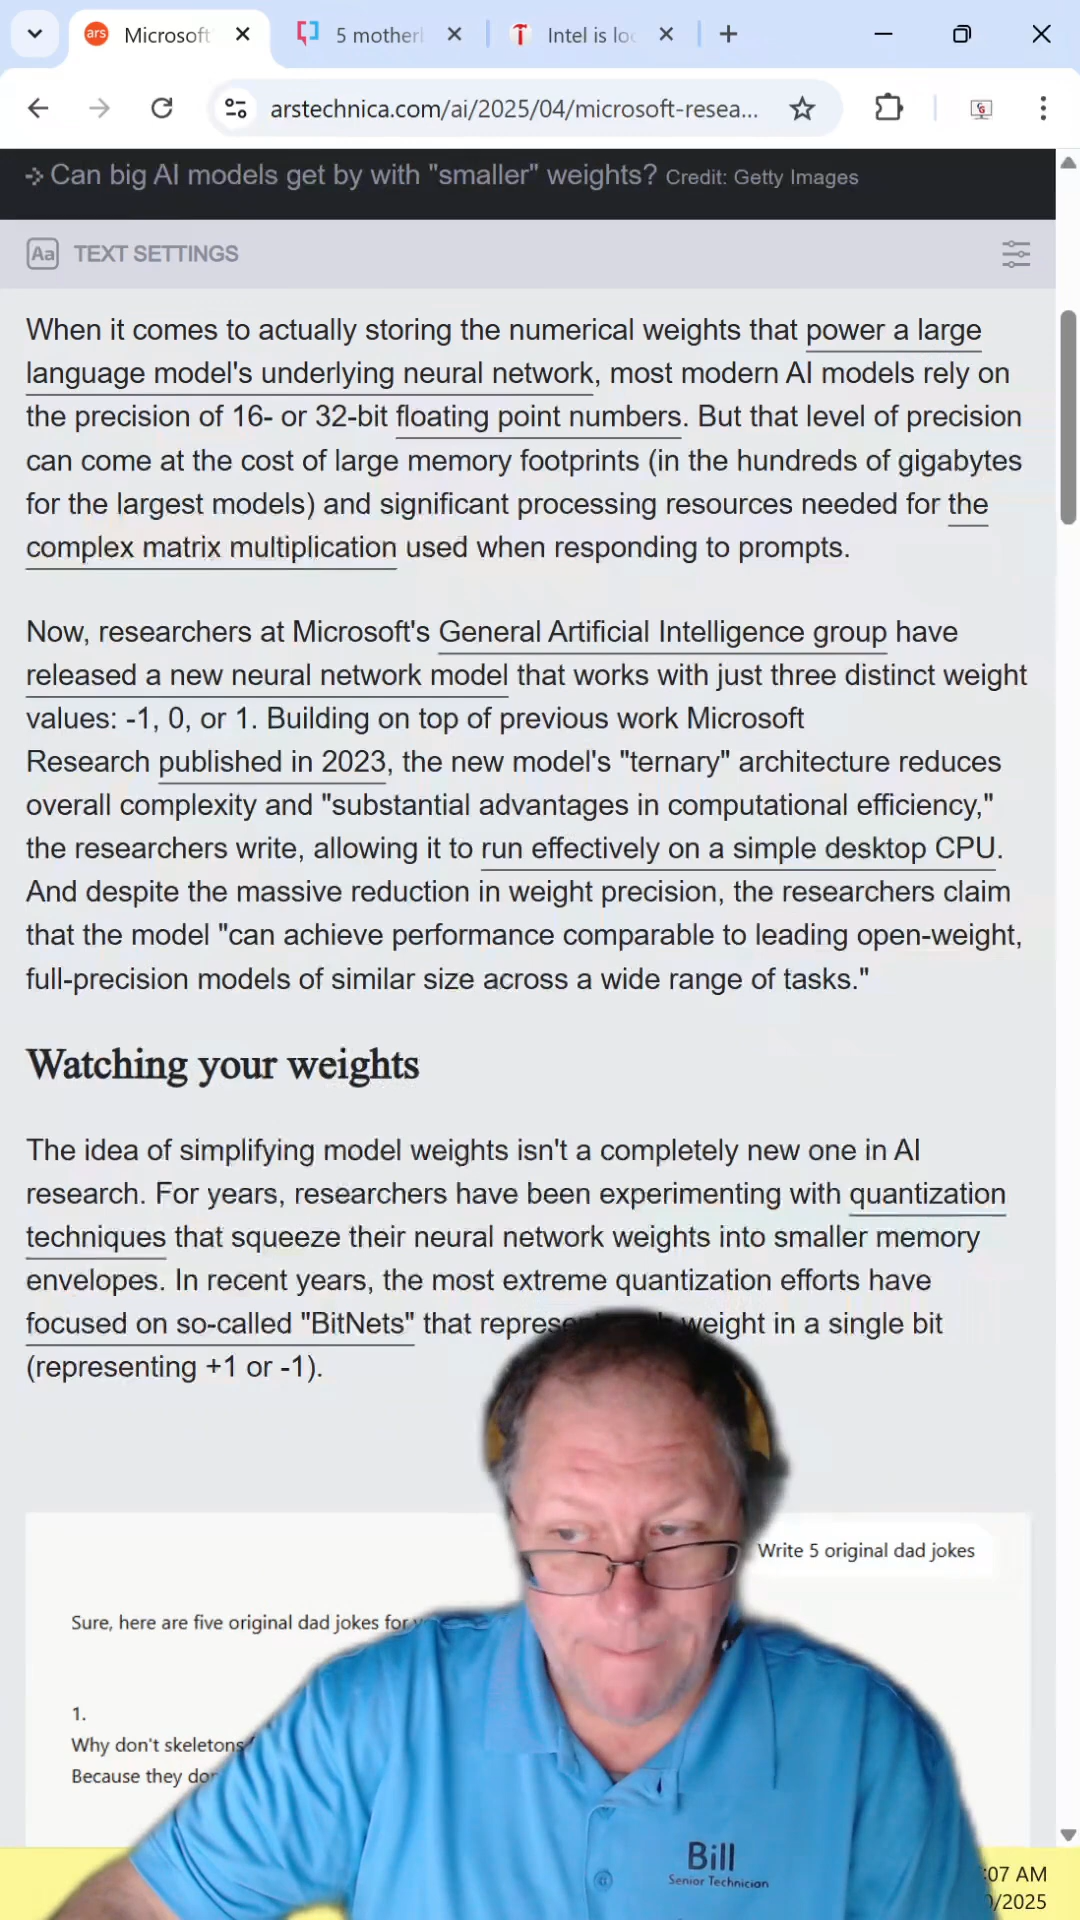 Microsoft
5 mother
Intel is loo
arstechnica.com/ai/2025/04/microsoft-resea...
Can big AI models get by with "smaller" weights? Credit: Getty Images
Aa TEXT SETTINGS
When it comes to actually storing the numerical weights that power a large
language model's underlying neural network, most modern AI models rely on
the precision of 16- or 32-bit floating point numbers. But that level of precision
can come at the cost of large memory footprints (in the hundreds of gigabytes
for the largest models) and significant processing resources needed for the
complex matrix multiplication used when responding to prompts.
Now, researchers at Microsoft's General Artificial Intelligence group have
released a new neural network model that works with just three distinct weight
values: -1, 0, or 1. Building on top of previous work Microsoft
Research published in 2023, the new model's "ternary" architecture reduces
overall complexity and "substantial advantages in computational efficiency,"
the researchers write, allowing it to run effectively on a simple desktop CPU.
And despite the massive reduction in weight precision, the researchers claim
that the model "can achieve performance comparable to leading open-weight,
full-precision models of similar size across a wide range of tasks."
Watching your weights
The idea of simplifying model weights isn't a completely new one in AI
research. For years, researchers have been experimenting with quantization
techniques that squeeze their neural network weights into smaller memory
envelopes. In recent years, the most extreme quantization efforts have
focused on so-called "BitNets" that weight in a single bit
(representing +1 or -1).
Write 5 original dad jokes
Sure, here are five original dad jokes for
1.
Why don't skeletons
Because they
Bill
Senior Technician
:07 AM
/2025